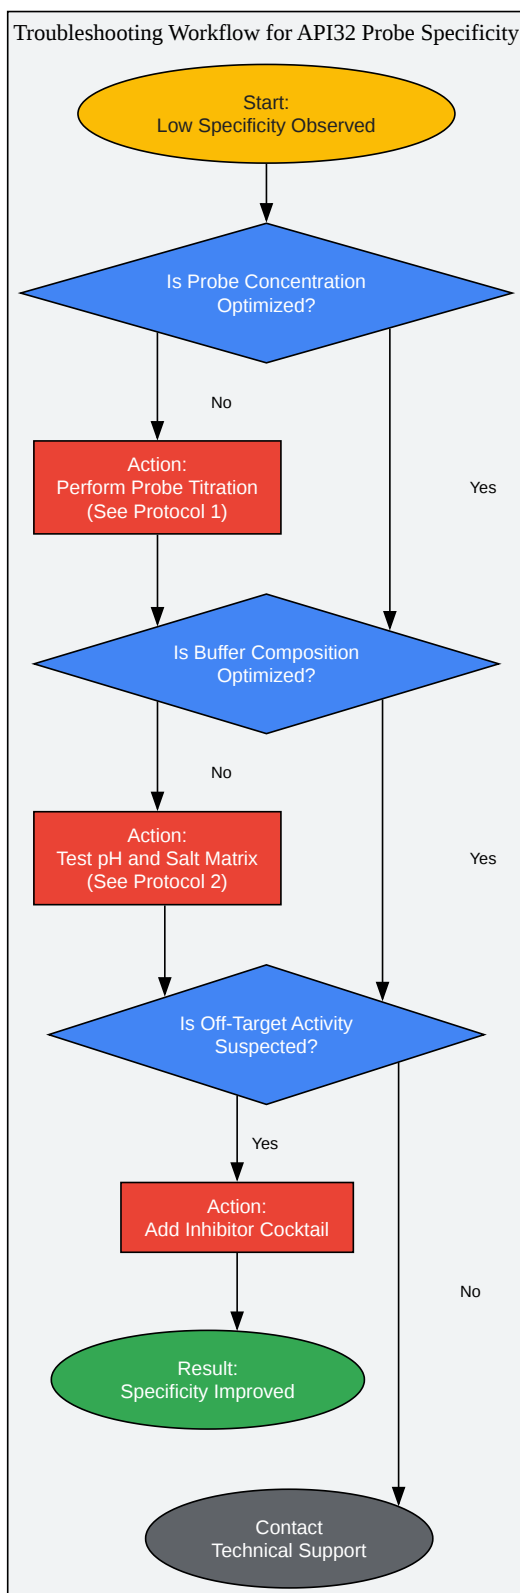 Troubleshooting Workflow for API32 Probe Specificity
Start:
Low Specificity Observed
Is Probe Concentration
Optimized?
No
Action:
Perform Probe Titration
(See Protocol 1)
Yes
Is Buffer Composition
Optimized?
No
Action:
Test pH and Salt Matrix
(See Protocol 2)
Yes
Is Off-Target Activity
Suspected?
Yes
Action:
Add Inhibitor Cocktail
No
Result:
Specificity Improved
Contact
Technical Support